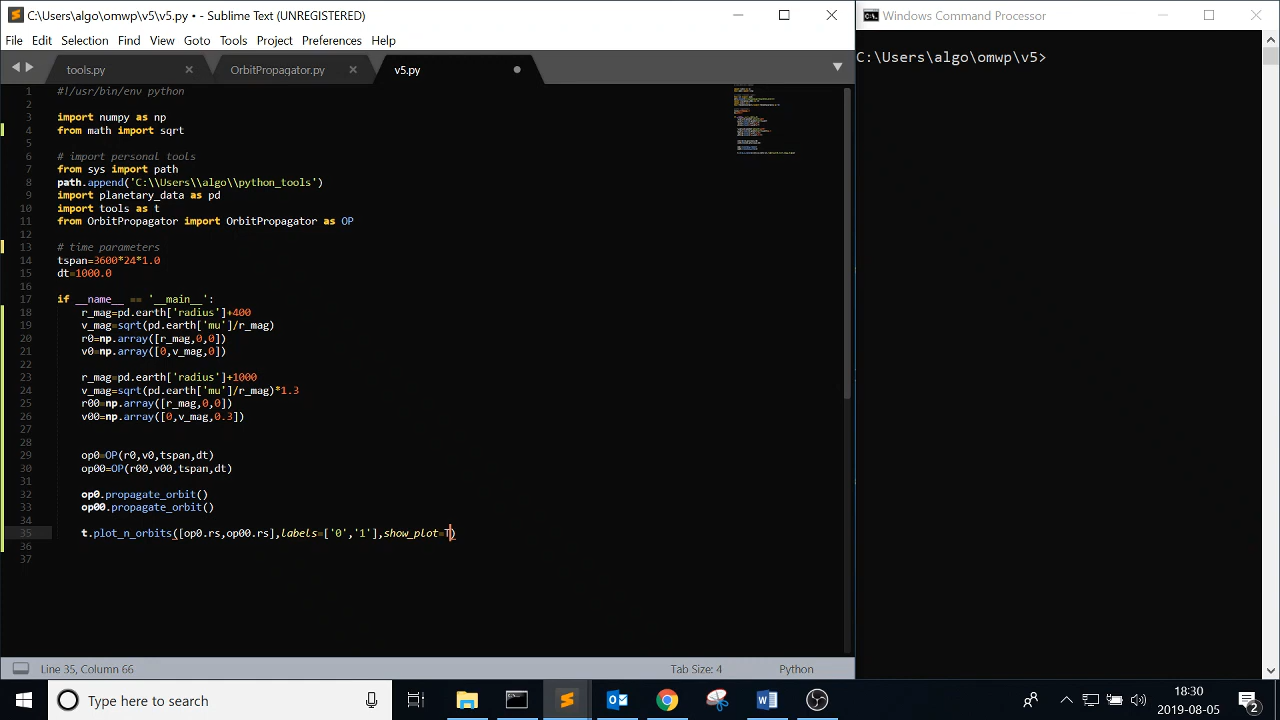 C:\Users\algo\omwp\v5.py • - Sublime Text (UNREGISTERED)
File Edit Selection Find View Goto Tools Project Preferences Help
tools.py
OrbitPropagator.py
v5.py
1 #!/usr/bin/env python
2
3 import numpy as np
4 from math import sqrt
5
6 # import personal tools
7 from sys import path
8 path.append('C:\\Users\\algo\\python_tools')
9 import planetary_data as pd
10 import tools as t
11 from OrbitPropagator import OrbitPropagator as OP
12
13 # time parameters
14 tspan=3600*24*1.0
15 dt=1000.0
16
17 if __name__ == '__main__':
18 r_mag=pd.earth['radius']+400
19 v_mag=sqrt(pd.earth['mu']/r_mag)
20 r0=np.array([r_mag,0,0])
21 v0=np.array([0,v_mag,0])
22
23 r_mag=pd.earth['radius']+1000
24 v_mag=sqrt(pd.earth['mu']/r_mag)*1.3
25 r00=np.array([r_mag,0,0])
26 v00=np.array([0,v_mag,0.3])
27
28
29 op0=OP(r0,v0,tspan,dt)
30 op00=OP(r00,v00,tspan,dt)
31
32 op0.propagate_orbit()
33 op00.propagate_orbit()
34
35 t.plot_n_orbits([op0.rs,op00.rs],labels=['0','1'],show_plot=T)
36
37
Line 35, Column 66
Tab Size: 4
Python
Windows Command Processor
C:\Users\algo\omwp\v5>
Type here to search
18:30
2019-08-05
2